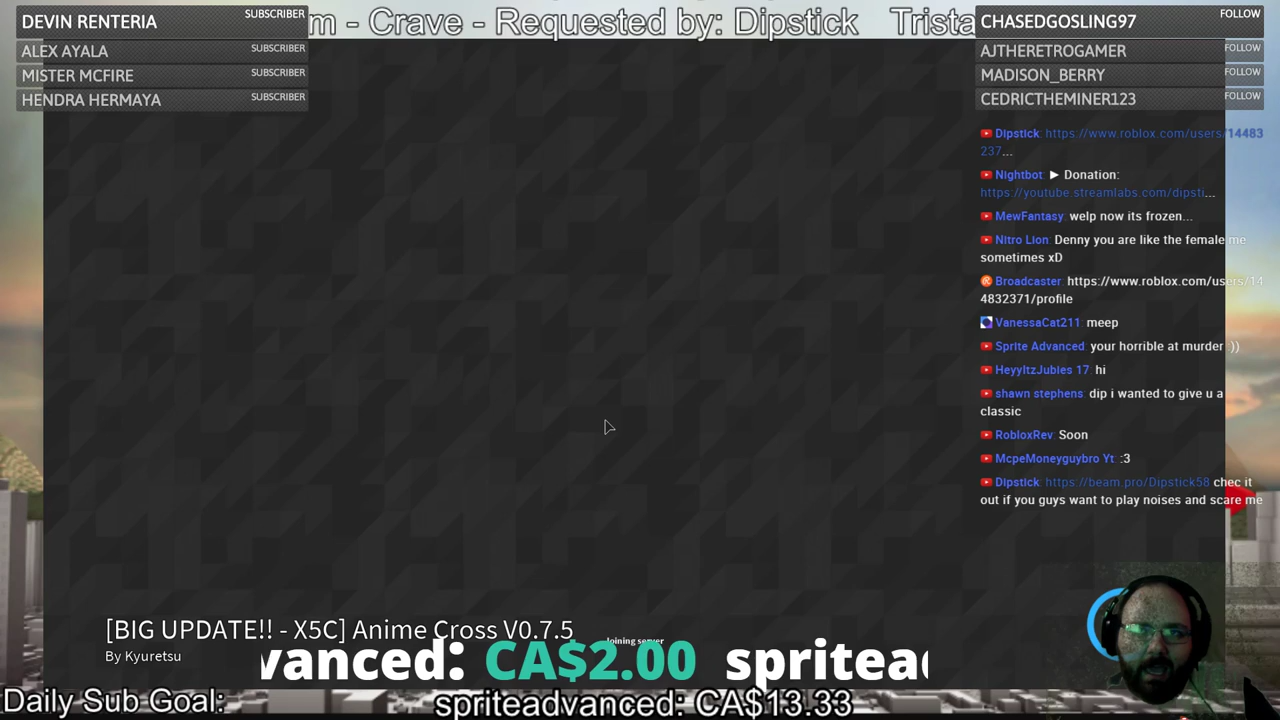 DEVIN RENTERIA SUBSCRIBER
ALEX AYALA SUBSCRIBER
MISTER MCFIRE SUBSCRIBER
HENDRA HERMAYA SUBSCRIBER
m - Crave - Requested by: Dipstick Trista
CHASEDGOSLING97 FOLLOW
AJTHERETROGAMER FOLLOW
MADISON_BERRY FOLLOW
CEDRICTHEMINER123 FOLLOW
Dipstick: https://www.roblox.com/users/14483
237...
Nightbot: ► Donation:
https://youtube.streamlabs.com/dipsti...
MewFantasy: welp now its frozen...
Nitro Lion: Denny you are like the female me
sometimes xD
Broadcaster: https://www.roblox.com/users/14
4832371/profile
VanessaCat211: meep
Sprite Advanced: your horrible at murder :))
HeyyItzJubies 17: hi
shawn stephens: dip i wanted to give u a
classic
RobloxRev: Soon
McpeMoneyguybro Yt: :3
Dipstick: https://beam.pro/Dipstick58 chec it
out if you guys want to play noises and scare me
[BIG UPDATE!! - X5C] Anime Cross V0.7.5
By Kyuretsu
Joining server
vanced: CA$2.00 spritead
Daily Sub Goal:
spriteadvanced: CA$13.33